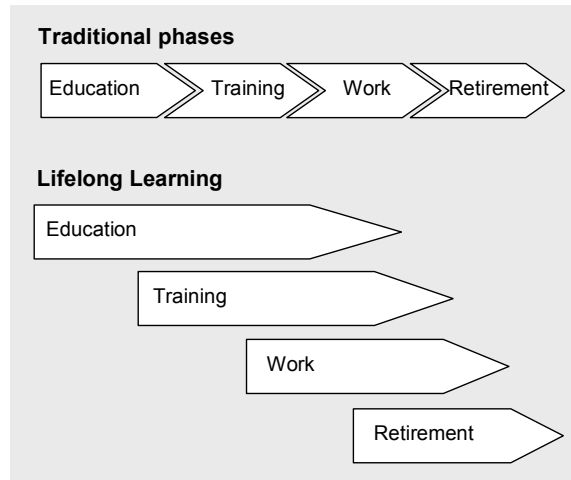 Traditional phases
Education Training Work Retirement
Lifelong Learning
Education
Training
Work
Retirement